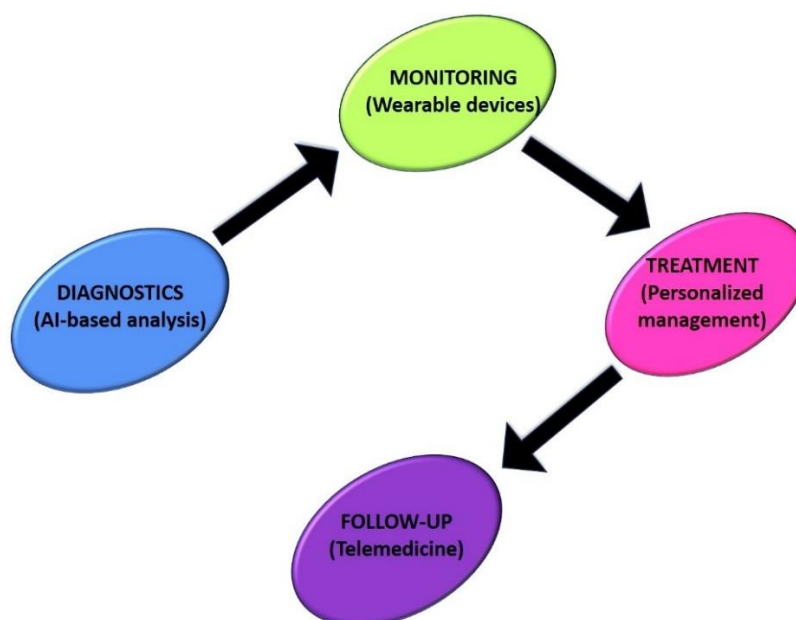 MONITORING
(Wearable devices)
DIAGNOSTICS
(AI-based analysis)
TREATMENT
(Personalized
management)
FOLLOW-UP
(Telemedicine)